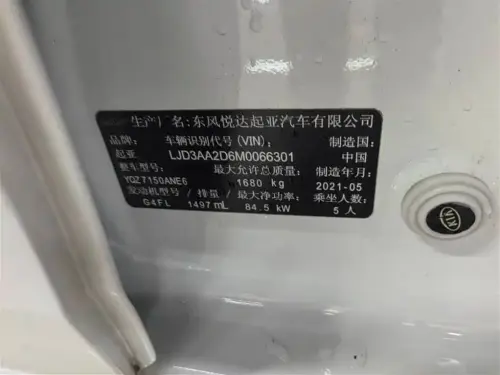 生产厂名:东风悦达起亚汽车有限公司
品牌: 车辆识别代号(VIN): 制造国:
起亚 LJD3AA2D6M0066301 中国
整车型号: 最大允许总质量: 制造年月:
YQZ7150ANE6 1680 kg 2021-05
发动机型号/排量/最大净功率: 乘坐人数:
G4FL 1497 mL 84.5 kW 5人
KIA